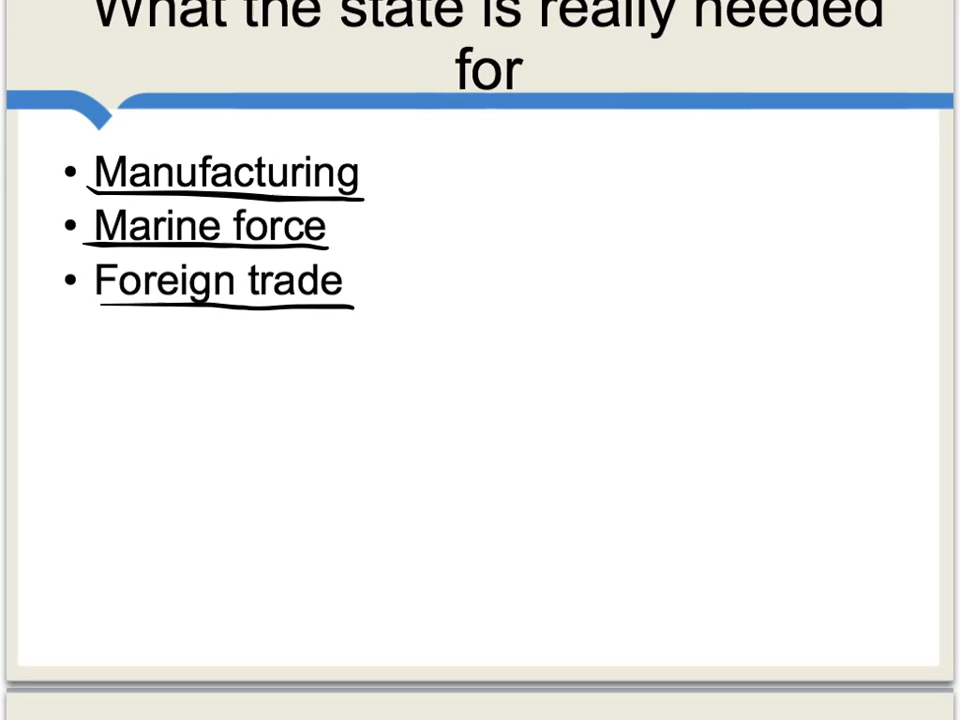 What the state is really needed
for
• Manufacturing
• Marine force
• Foreign trade